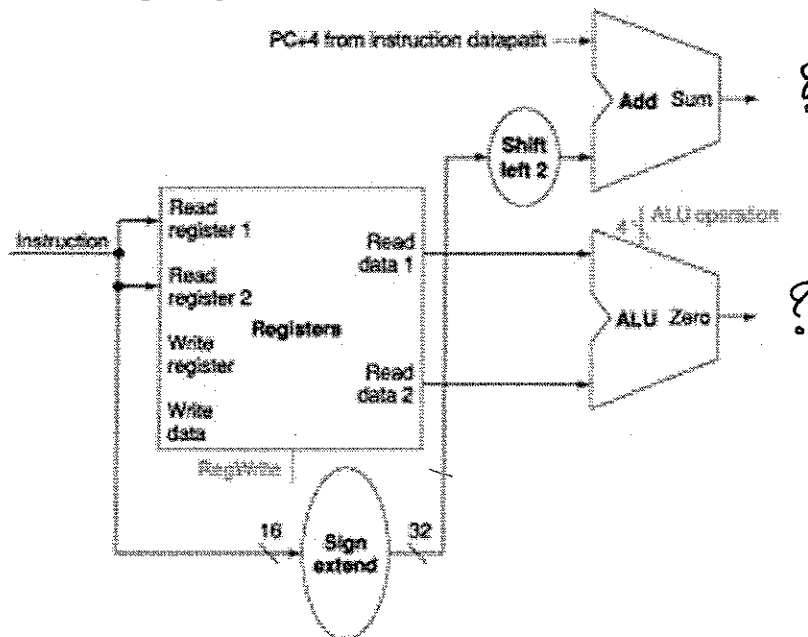 PC+4 from instruction datapath
Add Sum
Shift
left 2
4
ALU operation
Instruction
Read
register 1
Read
data 1
Read
register 2
Registers
ALU Zero
Write
register
Read
data 2
Write
data
RegWrite
16
32
Sign
extend
?
?